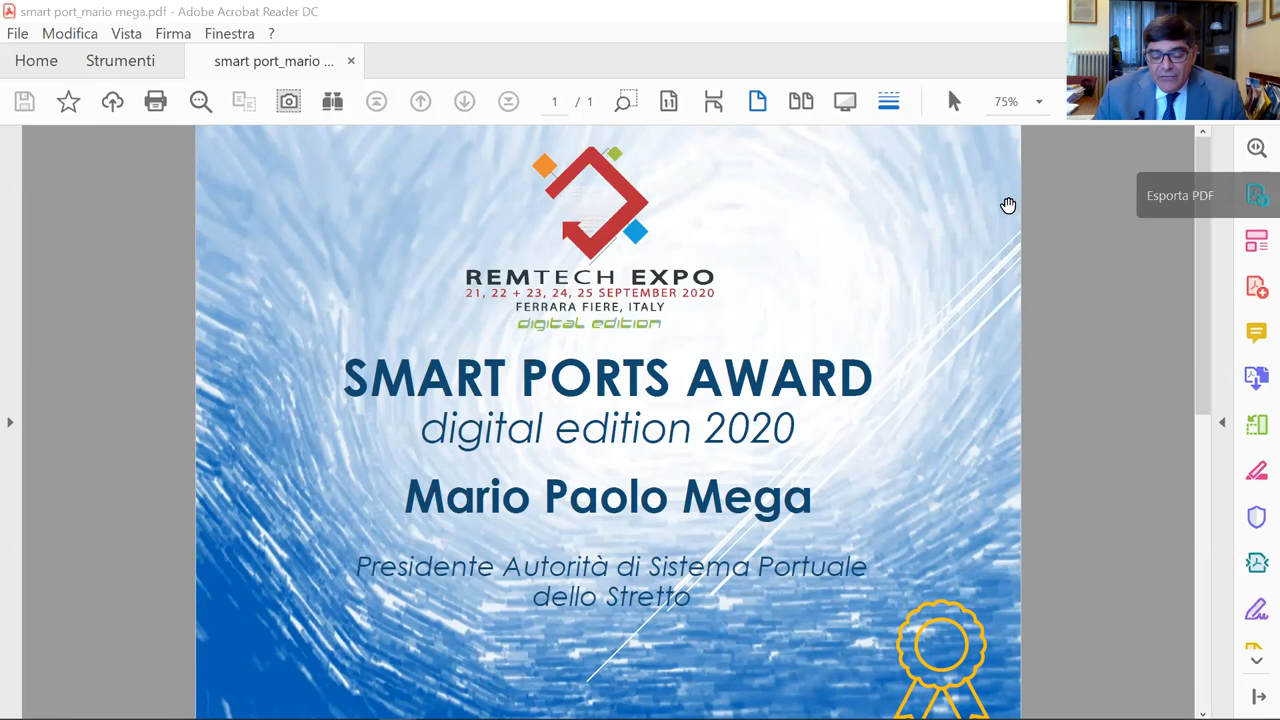 smart port_mario mega.pdf - Adobe Acrobat Reader DC
File Modifica Vista Firma Finestra ?
Home Strumenti smart port_mario ... ×
1 / 1 75%
Esporta PDF
REMTECH EXPO
21, 22 + 23, 24, 25 SEPTEMBER 2020
FERRARA FIERE, ITALY
digital edition
SMART PORTS AWARD
digital edition 2020
Mario Paolo Mega
Presidente Autorità di Sistema Portuale
dello Stretto